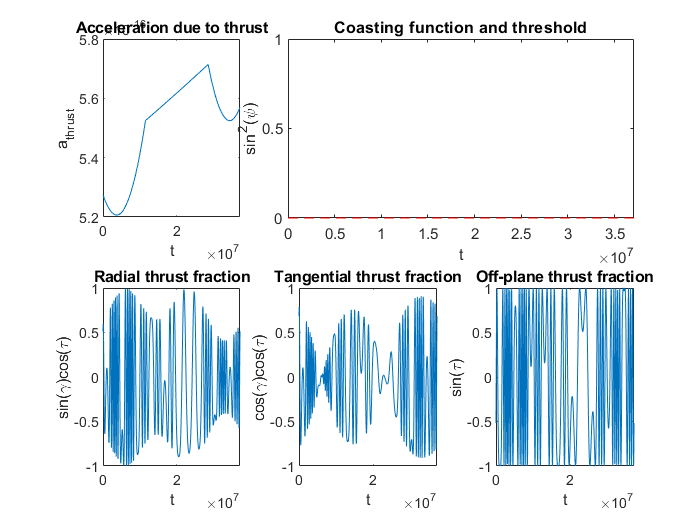 Acceleration due to thrust
5.8
5.6
5.4
5.2
a_thrust
2
t
×10^7
Coasting function and threshold
1
0.5
0
sin^2(ψ)
0 0.5 1 1.5 2 2.5 3 3.5
t
×10^7
Radial thrust fraction
1
0.5
0
-0.5
-1
sin(γ)cos(τ)
0 2
t
×10^7
Tangential thrust fraction
1
0.5
0
-0.5
-1
cos(γ)cos(τ)
0 2
t
×10^7
Off-plane thrust fraction
1
0.5
0
-0.5
-1
sin(τ)
0 2
t
×10^7